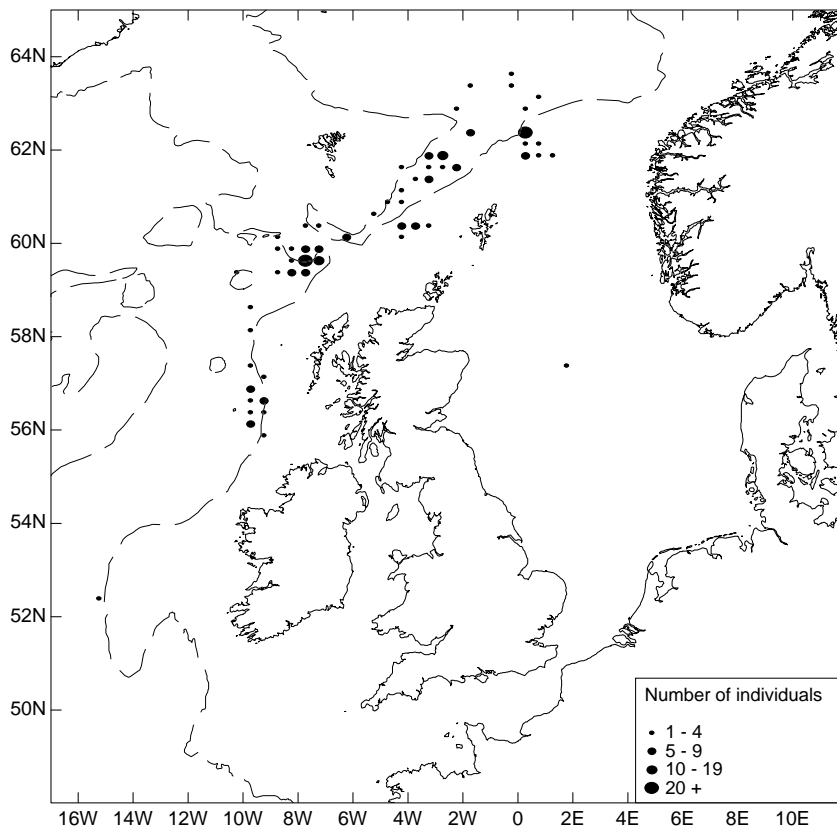 64N
62N
60N
58N
56N
54N
52N
50N
Number of individuals
1 - 4
5 - 9
10 - 19
20 +
16W 14W 12W 10W 8W 6W 4W 2W 0 2E 4E 6E 8E 10E